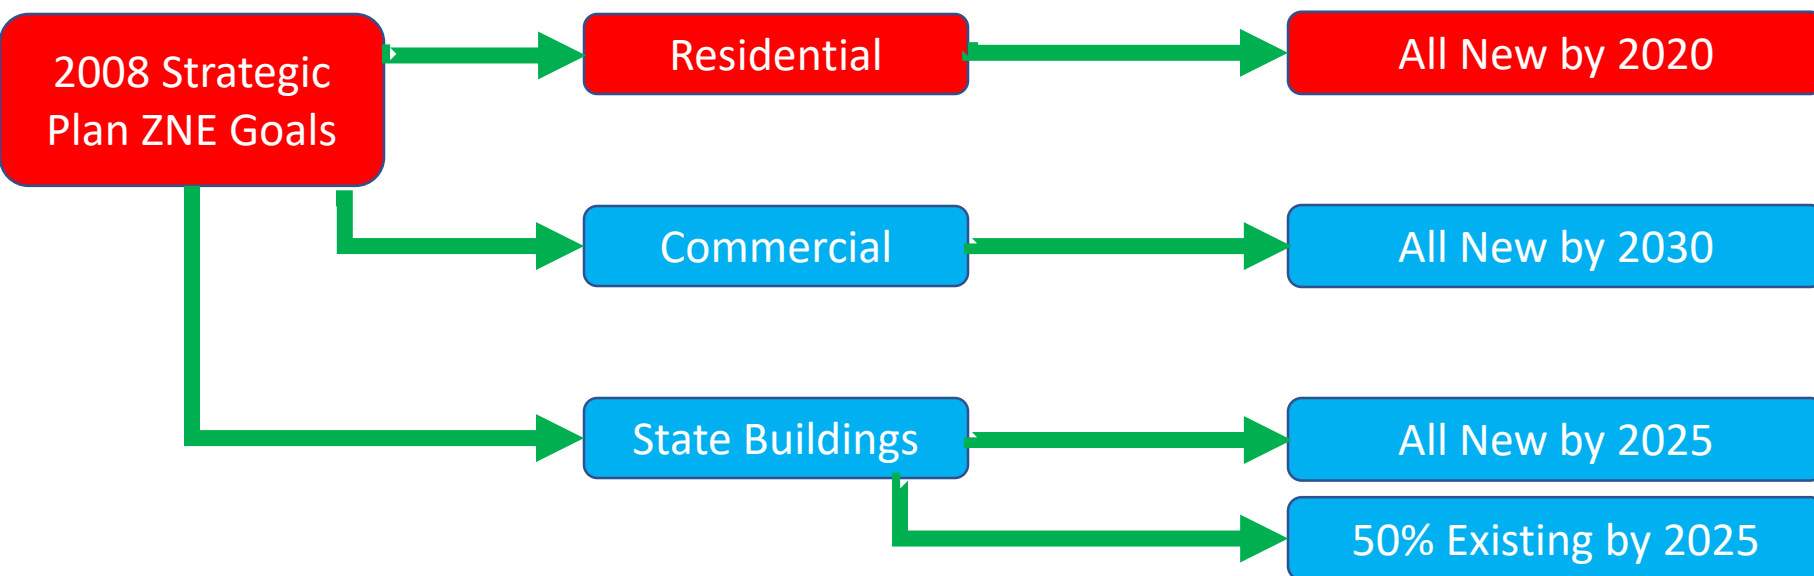 2008 Strategic
Plan ZNE Goals
Residential
All New by 2020
Commercial
All New by 2030
State Buildings
All New by 2025
50% Existing by 2025